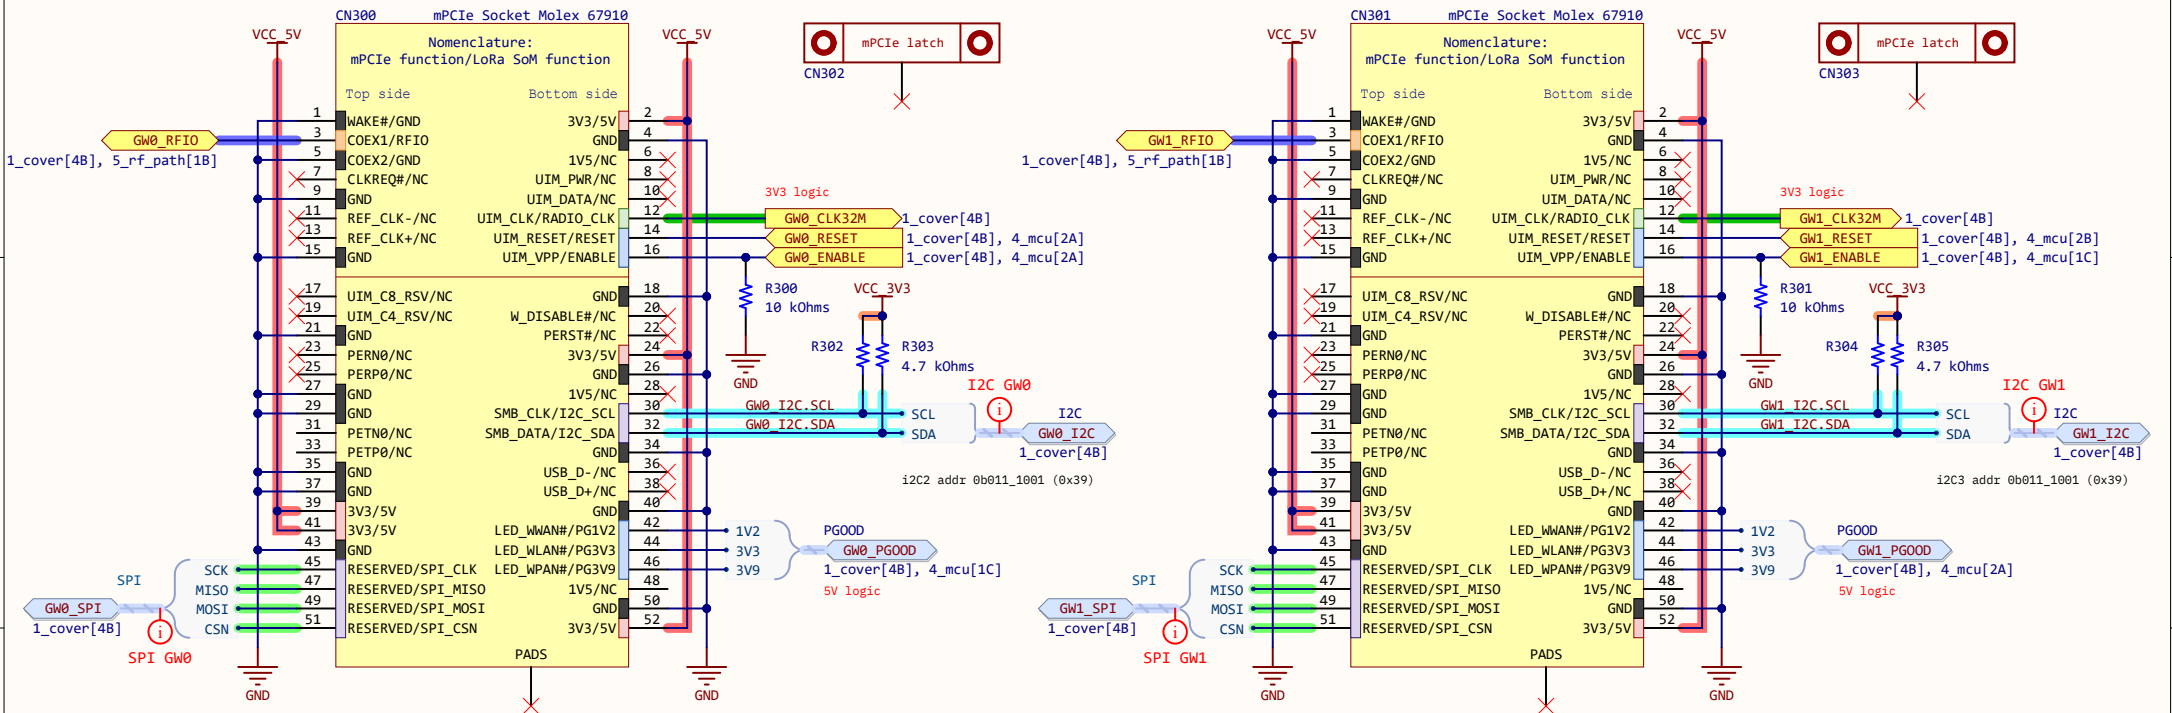 CN300 mPCIe Socket Molex 67910
VCC_5V VCC_5V
Nomenclature:
mPCIe function/LoRa SoM function
Top side Bottom side
1 WAKE#/GND 3V3/5V 2
GW0_RFIO 3 COEX1/RFIO GND 4
1_cover[4B], 5_rf_path[1B] 5 COEX2/GND 1V5/NC 6
7 CLKREQ#/NC UIM_PWR/NC 8
9 GND UIM_DATA/NC 10
3V3 logic
11 REF_CLK-/NC UIM_CLK/RADIO_CLK 12 GW0_CLK32M 1_cover[4B]
13 REF_CLK+/NC UIM_RESET/RESET 14 GW0_RESET 1_cover[4B], 4_mcu[2A]
15 GND UIM_VPP/ENABLE 16 GW0_ENABLE 1_cover[4B], 4_mcu[2A]
17 UIM_C8_RSV/NC GND 18
19 UIM_C4_RSV/NC W_DISABLE#/NC 20
21 GND PERST#/NC 22
23 PERN0/NC 3V3/5V 24
25 PERP0/NC GND 26
27 GND 1V5/NC 28
29 GND SMB_CLK/I2C_SCL 30 GW0_I2C.SCL SCL
31 PETN0/NC SMB_DATA/I2C_SDA 32 GW0_I2C.SDA SDA
33 PETP0/NC GND 34
35 GND USB_D-/NC 36
37 GND USB_D+/NC 38
39 3V3/5V GND 40
41 3V3/5V LED_WWAN#/PG1V2 42 1V2
43 GND LED_WLAN#/PG3V3 44 3V3
SCK 45 RESERVED/SPI_CLK LED_WPAN#/PG3V9 46 3V9
MISO 47 RESERVED/SPI_MISO 1V5/NC 48
MOSI 49 RESERVED/SPI_MOSI GND 50
CSN 51 RESERVED/SPI_CSN 3V3/5V 52
PADS
GND GND
SPI
GW0_SPI
1_cover[4B]
SPI GW0
mPCIe latch
CN302
R300
10 kOhms
GND
VCC_3V3
R302 R303
4.7 kOhms
I2C GW0
I2C
GW0_I2C
1_cover[4B]
i2C2 addr 0b011_1001 (0x39)
PGOOD
GW0_PGOOD
1_cover[4B], 4_mcu[1C]
5V logic
CN301 mPCIe Socket Molex 67910
VCC_5V VCC_5V
Nomenclature:
mPCIe function/LoRa SoM function
Top side Bottom side
1 WAKE#/GND 3V3/5V 2
GW1_RFIO 3 COEX1/RFIO GND 4
1_cover[4B], 5_rf_path[1B] 5 COEX2/GND 1V5/NC 6
7 CLKREQ#/NC UIM_PWR/NC 8
9 GND UIM_DATA/NC 10
3V3 logic
11 REF_CLK-/NC UIM_CLK/RADIO_CLK 12 GW1_CLK32M 1_cover[4B]
13 REF_CLK+/NC UIM_RESET/RESET 14 GW1_RESET 1_cover[4B], 4_mcu[2B]
15 GND UIM_VPP/ENABLE 16 GW1_ENABLE 1_cover[4B], 4_mcu[1C]
17 UIM_C8_RSV/NC GND 18
19 UIM_C4_RSV/NC W_DISABLE#/NC 20
21 GND PERST#/NC 22
23 PERN0/NC 3V3/5V 24
25 PERP0/NC GND 26
27 GND 1V5/NC 28
29 GND SMB_CLK/I2C_SCL 30 GW1_I2C.SCL SCL
31 PETN0/NC SMB_DATA/I2C_SDA 32 GW1_I2C.SDA SDA
33 PETP0/NC GND 34
35 GND USB_D-/NC 36
37 GND USB_D+/NC 38
39 3V3/5V GND 40
41 3V3/5V LED_WWAN#/PG1V2 42 1V2
43 GND LED_WLAN#/PG3V3 44 3V3
SCK 45 RESERVED/SPI_CLK LED_WPAN#/PG3V9 46 3V9
MISO 47 RESERVED/SPI_MISO 1V5/NC 48
MOSI 49 RESERVED/SPI_MOSI GND 50
CSN 51 RESERVED/SPI_CSN 3V3/5V 52
PADS
GND GND
SPI
GW1_SPI
1_cover[4B]
SPI GW1
mPCIe latch
CN303
R301
10 kOhms
GND
VCC_3V3
R304 R305
4.7 kOhms
I2C GW1
I2C
GW1_I2C
1_cover[4B]
i2C3 addr 0b011_1001 (0x39)
PGOOD
GW1_PGOOD
1_cover[4B], 4_mcu[2A]
5V logic